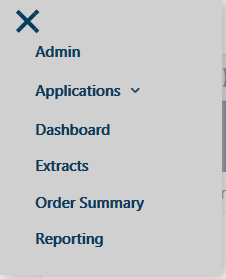 Admin
Applications
Dashboard
Extracts
Order Summary
Reporting